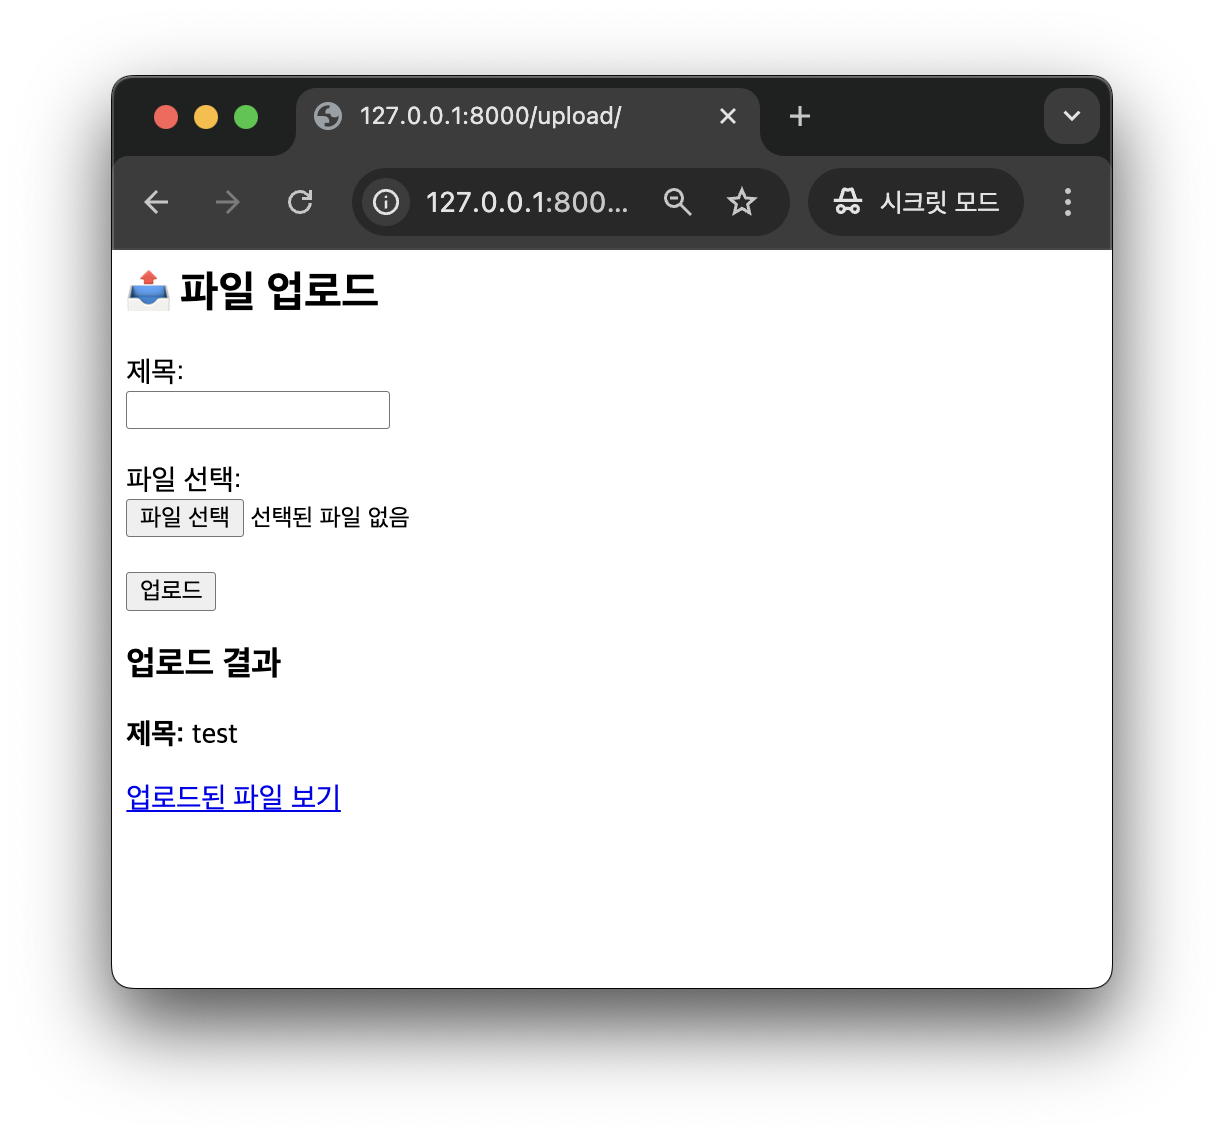 127.0.0.1:8000/upload/
127.0.0.1:800...
시크릿 모드
📤 파일 업로드
제목:
파일 선택:
파일 선택 선택된 파일 없음
업로드
업로드 결과
제목: test
업로드된 파일 보기